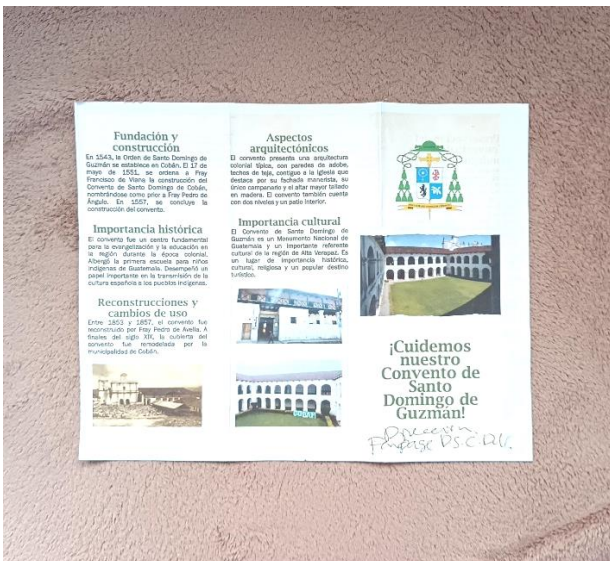 Fundación y
construcción
En 1543, la Orden de Santo Domingo de
Guzmán se establece en Cobán. El 17 de
mayo de 1551, se ordena a Fray
Francisco de Viana la construcción del
Convento de Santo Domingo de Cobán,
nombrándose como prior a Fray Pedro de
Ángulo. En 1557, se concluye la
construcción del convento.
Importancia histórica
El convento fue un centro fundamental
para la evangelización y la educación en
la región durante la época colonial.
Albergó la primera escuela para niños
indígenas de Guatemala. Desempeñó un
papel importante en la transmisión de la
cultura española a los pueblos indígenas.
Reconstrucciones y
cambios de uso
Entre 1853 y 1857, el convento fue
reconstruido por Fray Pedro de Avella. A
finales del siglo XIX, la cubierta del
convento fue remodelada por la
municipalidad de Cobán.
Aspectos
arquitectónicos
El convento presenta una arquitectura
colonial típica, con paredes de adobe,
techos de teja, contiguo a la iglesia que
destaca por su fachada manerista, su
único campanario y el altar mayor tallado
en madera. El convento también cuenta
con dos niveles y un patio interior.
Importancia cultural
El Convento de Santo Domingo de
Guzmán es un Monumento Nacional de
Guatemala y un importante referente
cultural de la región de Alta Verapaz. Es
un lugar de importancia histórica,
cultural, religiosa y un popular destino
turístico.
¡Cuidemos
nuestro
Convento de
Santo
Domingo de
Guzmán!